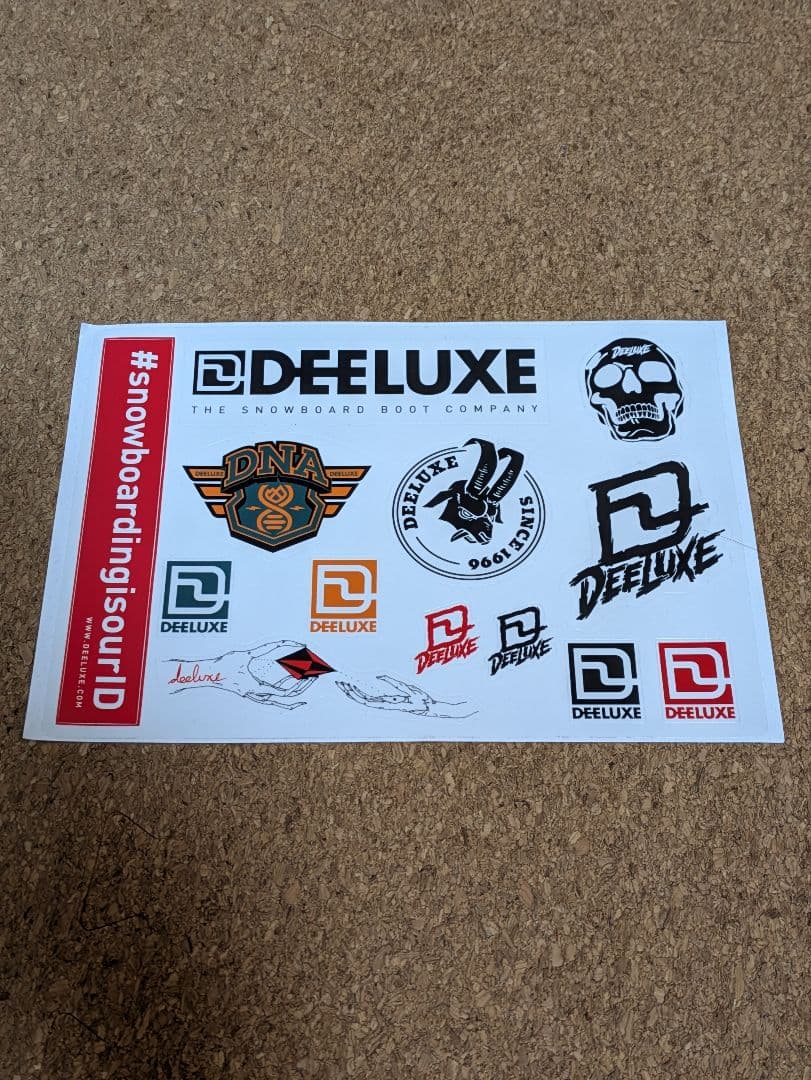 #snowboardingisourID
WWW.DEELUXE.COM
DEELUXE
THE SNOWBOARD BOOT COMPANY
DEELUXE
DEELUXE DNA DEELUXE
DEELUXE
SINCE 1996
DEELUXE
DEELUXE
DEELUXE
DEELUXE
DEELUXE
deeluxe
DEELUXE
DEELUXE